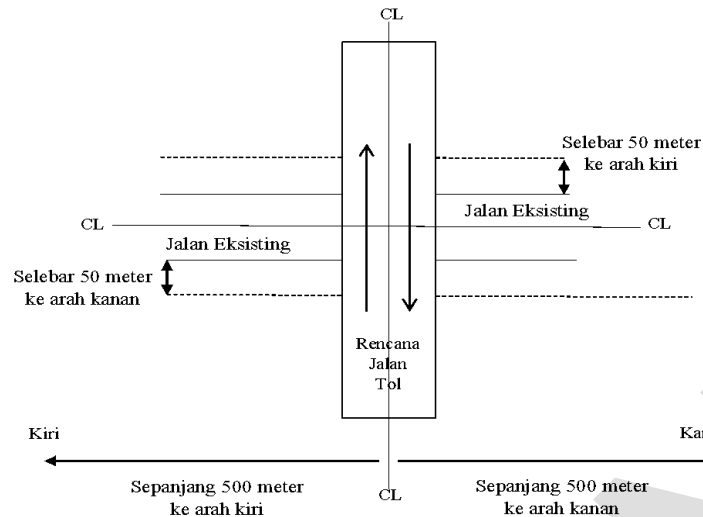 CL
Selebar 50 meter
ke arah kiri
CL
Jalan Eksisting
CL
Jalan Eksisting
Selebar 50 meter
ke arah kanan
Rencana
Jalan
Tol
Kiri
Kan
Sepanjang 500 meter
ke arah kiri
CL
Sepanjang 500 meter
ke arah kanan